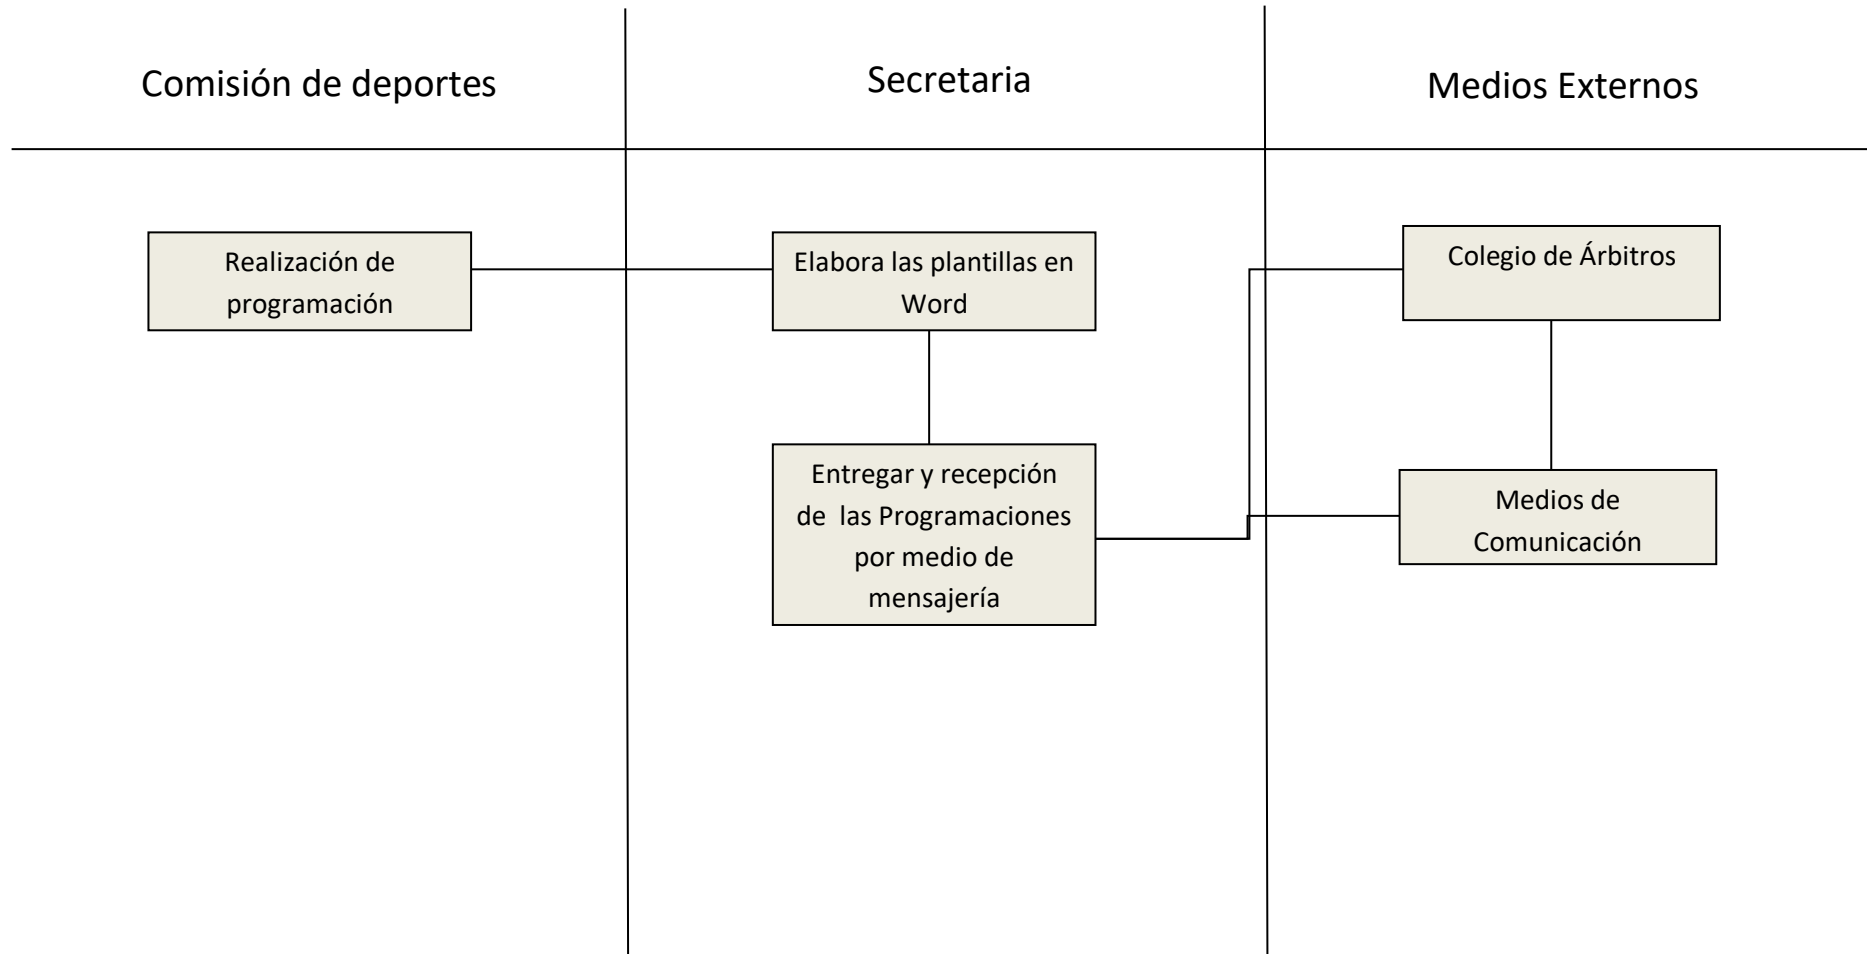 Comisión de deportes
Secretaria
Medios Externos
Realización de
programación
Elabora las plantillas en
Word
Colegio de Árbitros
Entregar y recepción
de  las Programaciones
por medio de
mensajería
Medios de
Comunicación